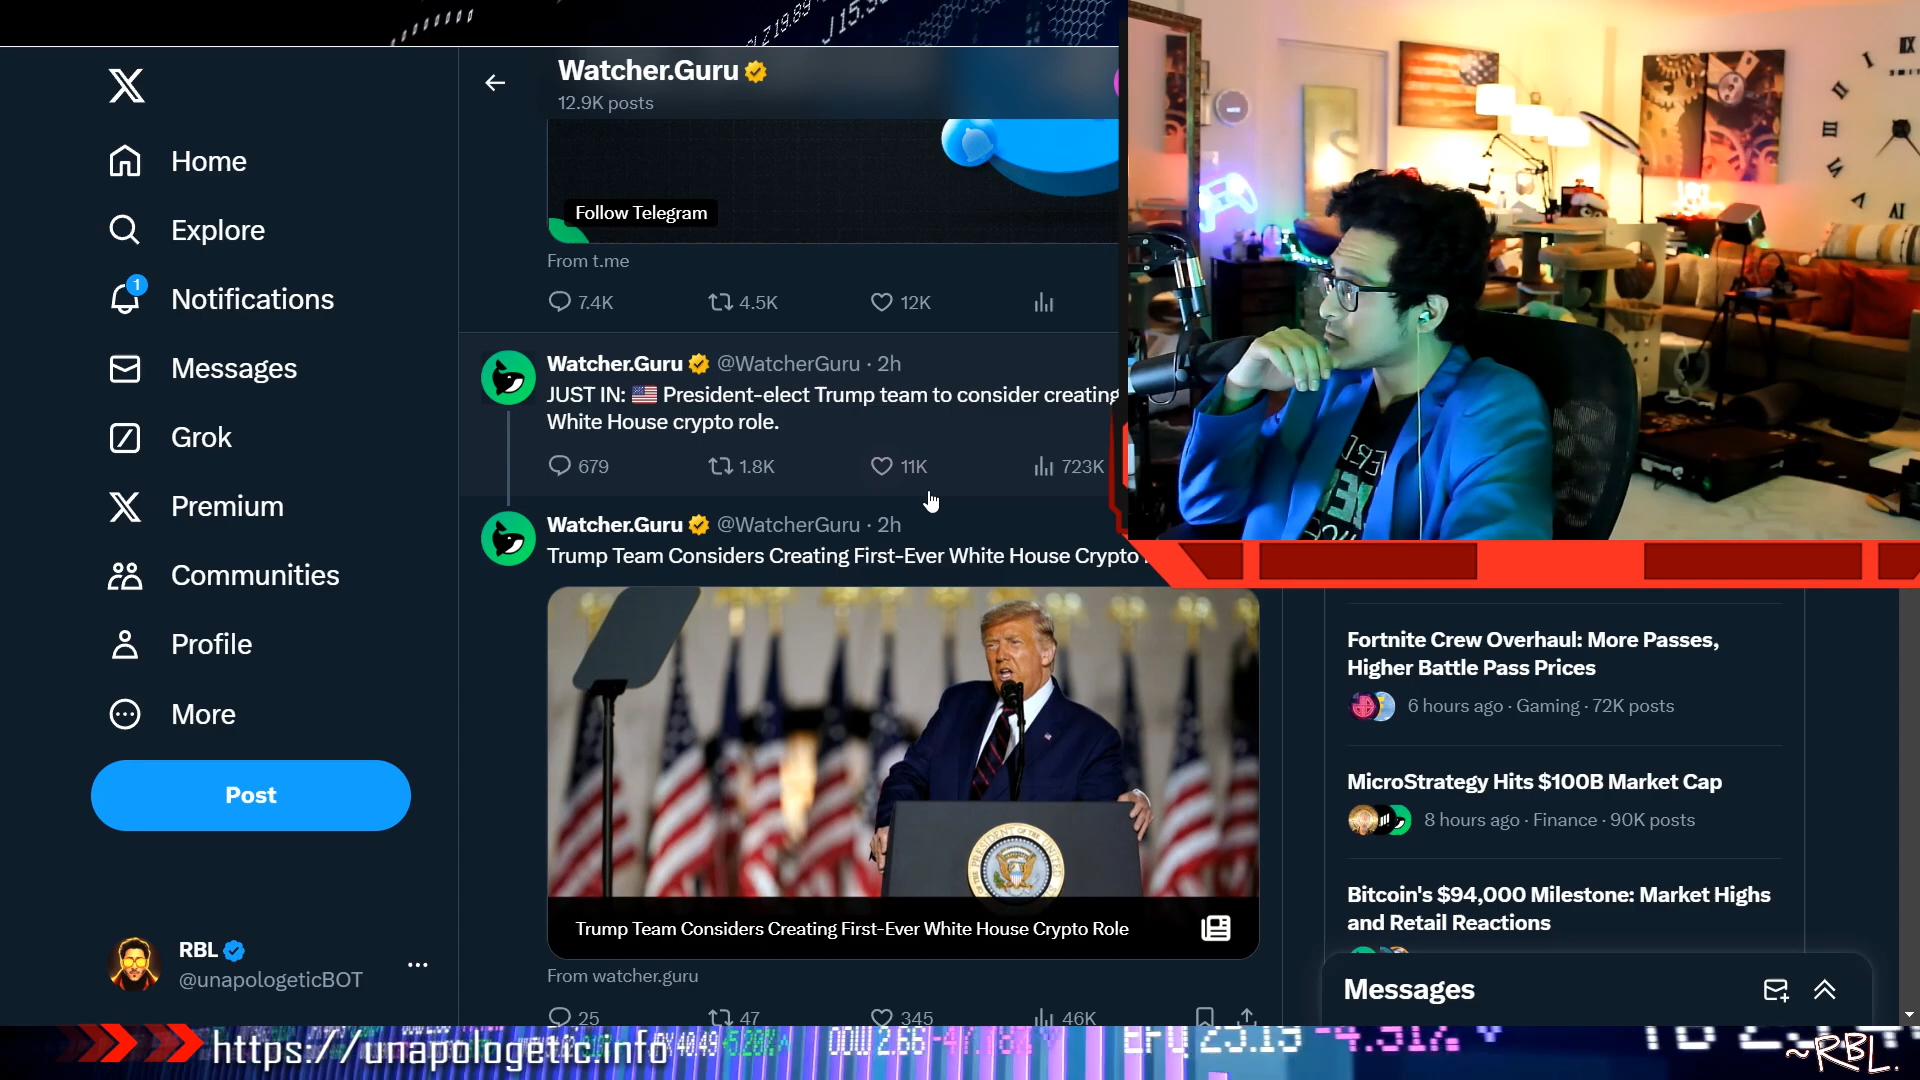 Watcher.Guru
12.9K posts
Follow Telegram
From t.me
7.4K 4.5K 12K
Watcher.Guru @WatcherGuru · 2h
JUST IN: 🇺🇸 President-elect Trump team to consider creating
White House crypto role.
679 1.8K 11K 723K
Watcher.Guru @WatcherGuru · 2h
Trump Team Considers Creating First-Ever White House Crypto
Trump Team Considers Creating First-Ever White House Crypto Role
From watcher.guru
25 47 345 46K
Home
Explore
1
Notifications
Messages
Grok
Premium
Communities
Profile
More
Post
RBL
@unapologeticBOT
Fortnite Crew Overhaul: More Passes,
Higher Battle Pass Prices
6 hours ago · Gaming · 72K posts
MicroStrategy Hits $100B Market Cap
8 hours ago · Finance · 90K posts
Bitcoin's $94,000 Milestone: Market Highs
and Retail Reactions
Messages
https://unapologetic.info
~RBL.